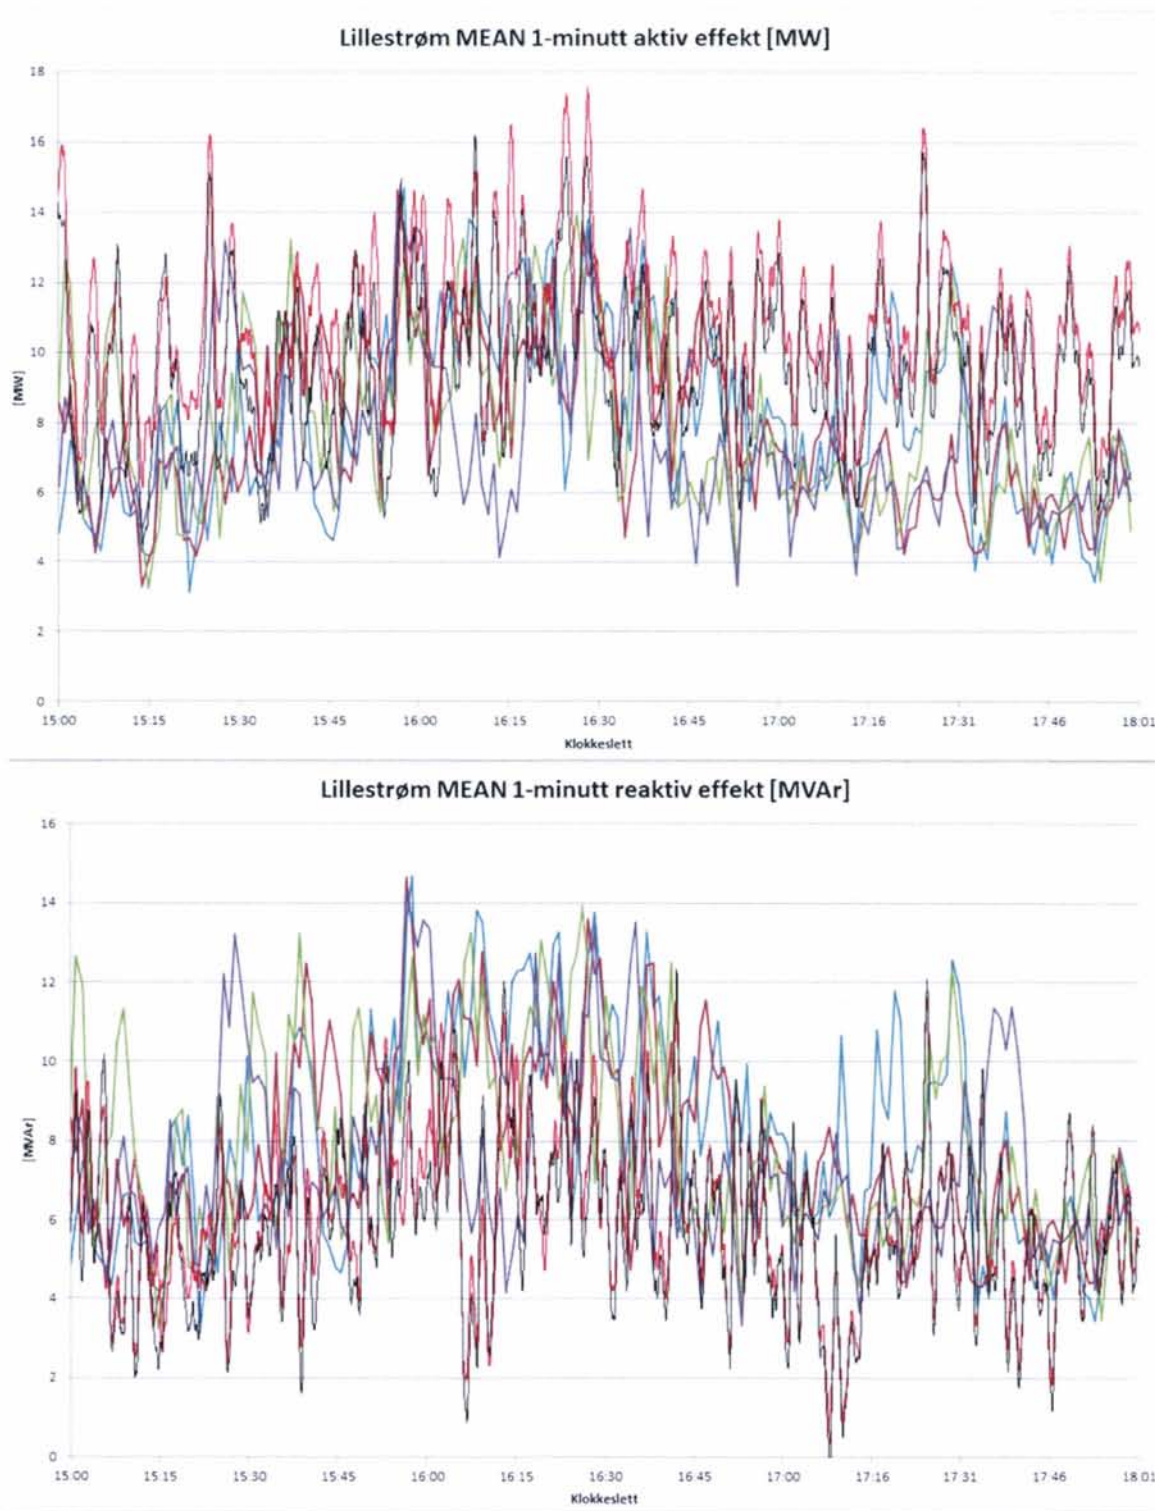 Lillestrøm MEAN 1-minutt aktiv effekt [MW]
18
16
14
12
10
8
6
4
2
0
[MW]
15:00 15:15 15:30 15:45 16:00 16:15 16:30 16:45 17:00 17:16 17:31 17:46 18:01
Klokkeslett
Lillestrøm MEAN 1-minutt reaktiv effekt [MVAr]
16
14
12
10
8
6
4
2
0
[MVAr]
15:00 15:15 15:30 15:45 16:00 16:15 16:30 16:45 17:00 17:16 17:31 17:46 18:01
Klokkeslett